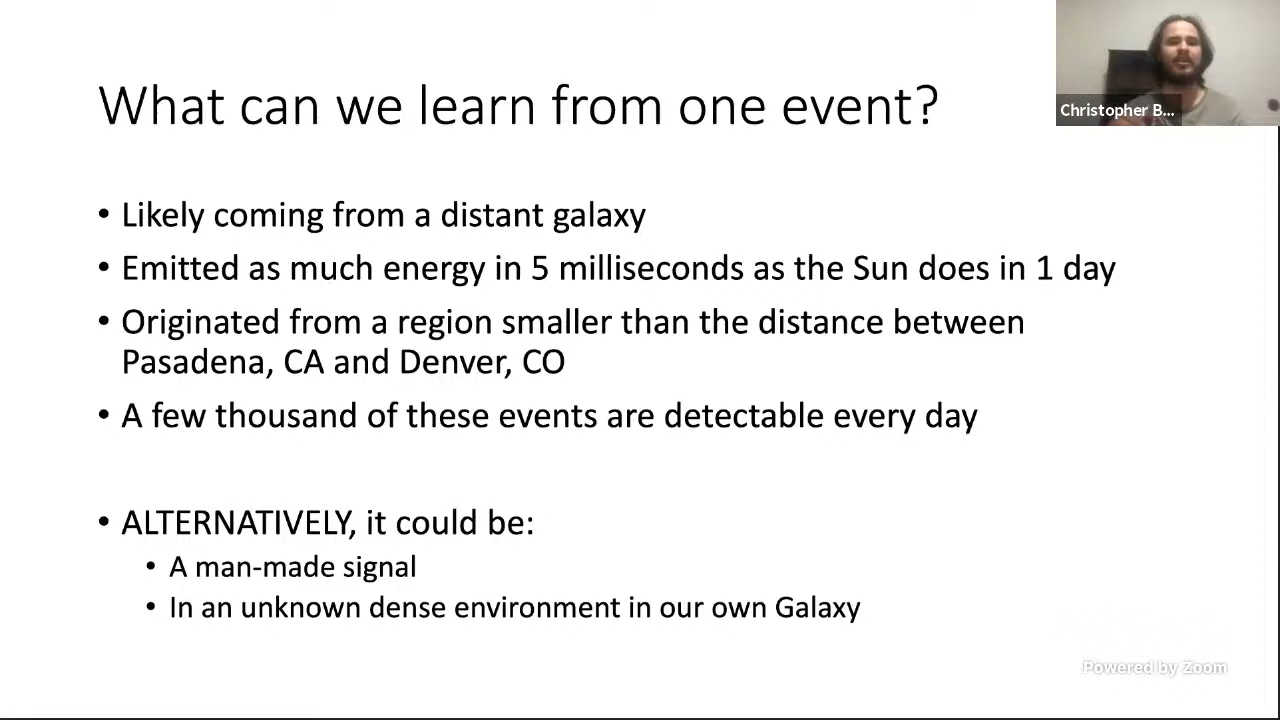 What can we learn from one event?
Christopher B...
• Likely coming from a distant galaxy
• Emitted as much energy in 5 milliseconds as the Sun does in 1 day
• Originated from a region smaller than the distance between
Pasadena, CA and Denver, CO
• A few thousand of these events are detectable every day
• ALTERNATIVELY, it could be:
• A man-made signal
• In an unknown dense environment in our own Galaxy
Powered by Zoom